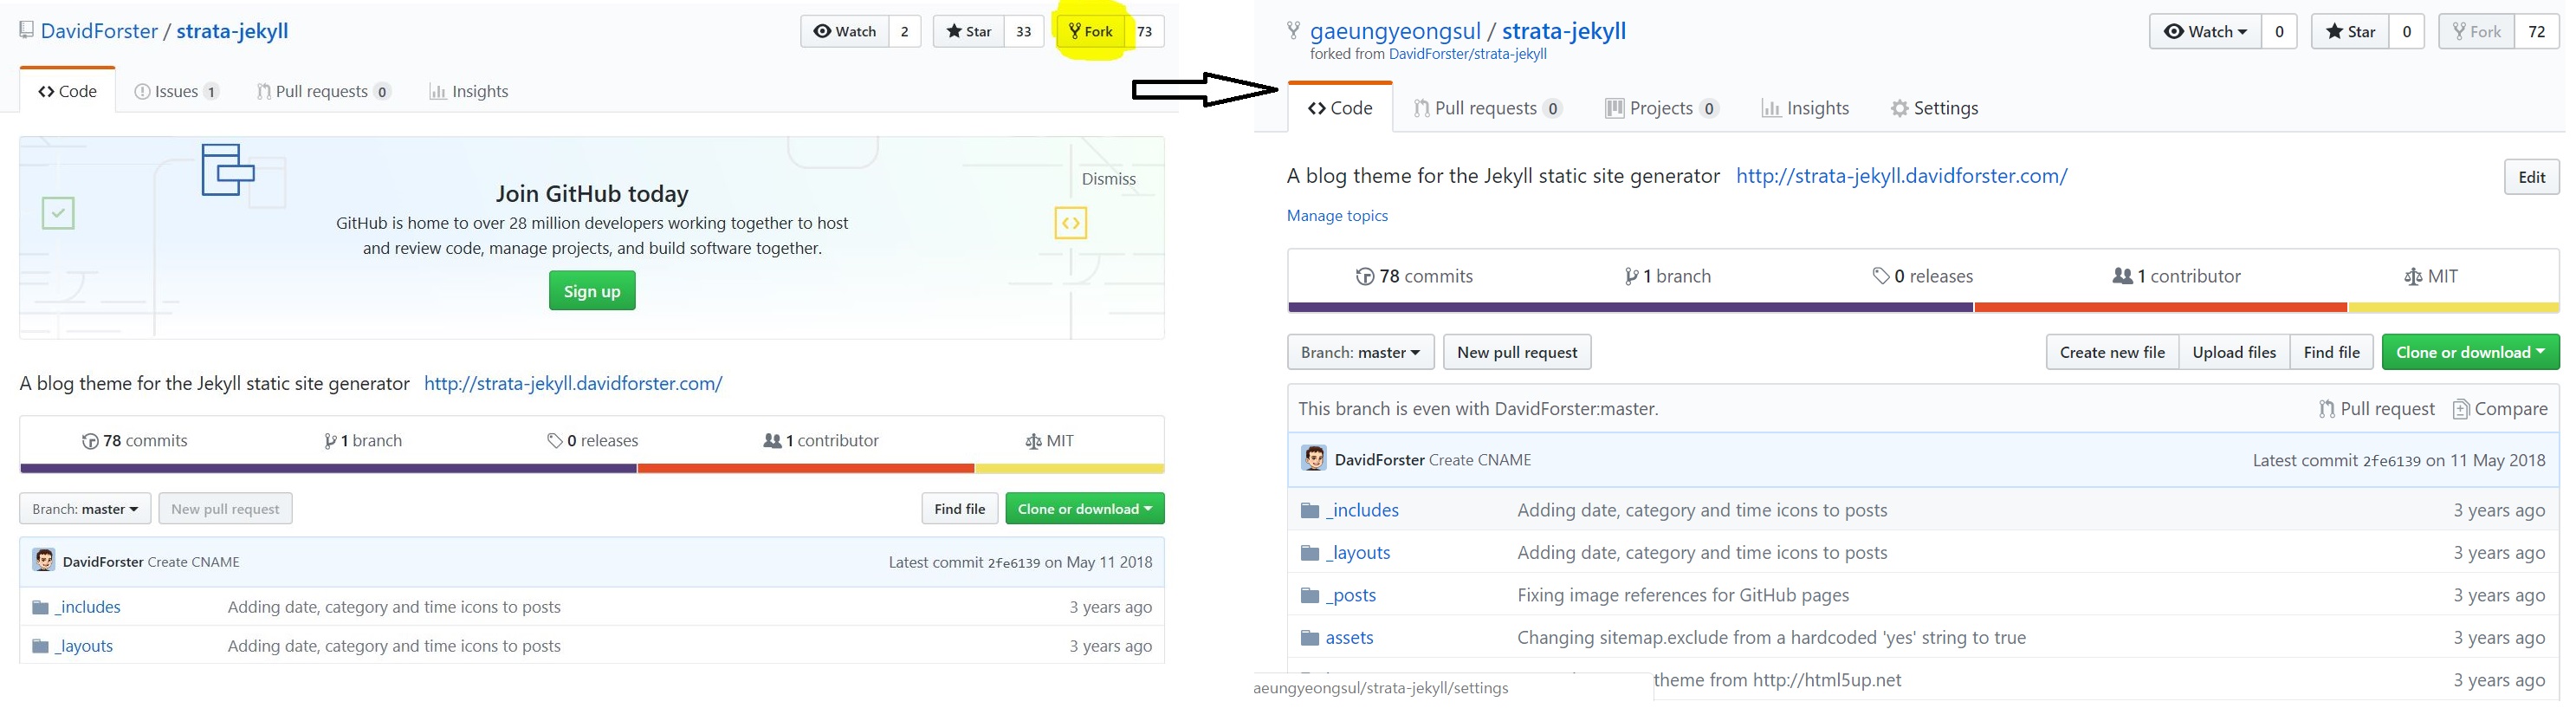 DavidForster / strata-jekyll
Watch 2 Star 33 Fork 73
Code Issues 1 Pull requests 0 Insights
Join GitHub today
Dismiss
GitHub is home to over 28 million developers working together to host
and review code, manage projects, and build software together.
Sign up
A blog theme for the Jekyll static site generator http://strata-jekyll.davidforster.com/
78 commits 1 branch 0 releases 1 contributor MIT
Branch: master New pull request Find file Clone or download
DavidForster Create CNAME Latest commit 2fe6139 on May 11 2018
_includes Adding date, category and time icons to posts 3 years ago
_layouts Adding date, category and time icons to posts 3 years ago
gaeungyeongsul / strata-jekyll
forked from DavidForster/strata-jekyll
Watch 0 Star 0 Fork 72
Code Pull requests 0 Projects 0 Insights Settings
A blog theme for the Jekyll static site generator http://strata-jekyll.davidforster.com/ Edit
Manage topics
78 commits 1 branch 0 releases 1 contributor MIT
Branch: master New pull request Create new file Upload files Find file Clone or download
This branch is even with DavidForster:master. Pull request Compare
DavidForster Create CNAME Latest commit 2fe6139 on 11 May 2018
_includes Adding date, category and time icons to posts 3 years ago
_layouts Adding date, category and time icons to posts 3 years ago
_posts Fixing image references for GitHub pages 3 years ago
assets Changing sitemap.exclude from a hardcoded 'yes' string to true 3 years ago
theme from http://html5up.net 3 years ago
aeungyeongsul/strata-jekyll/settings